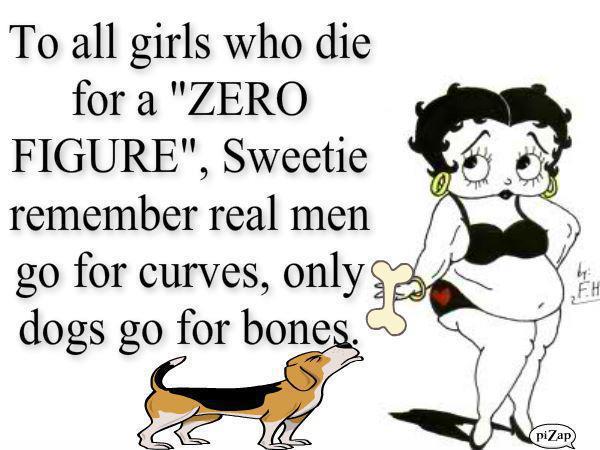 To all girls who die
for a "ZERO
FIGURE", Sweetie
remember real men
go for curves, only
dogs go for bones.
by:
F.H
piZap